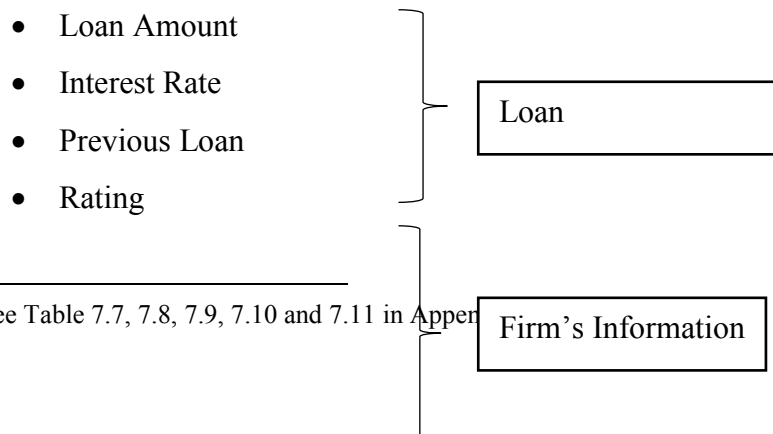 • Loan Amount
• Interest Rate
• Previous Loan
• Rating
Loan
ee Table 7.7, 7.8, 7.9, 7.10 and 7.11 in Appen
Firm’s Information